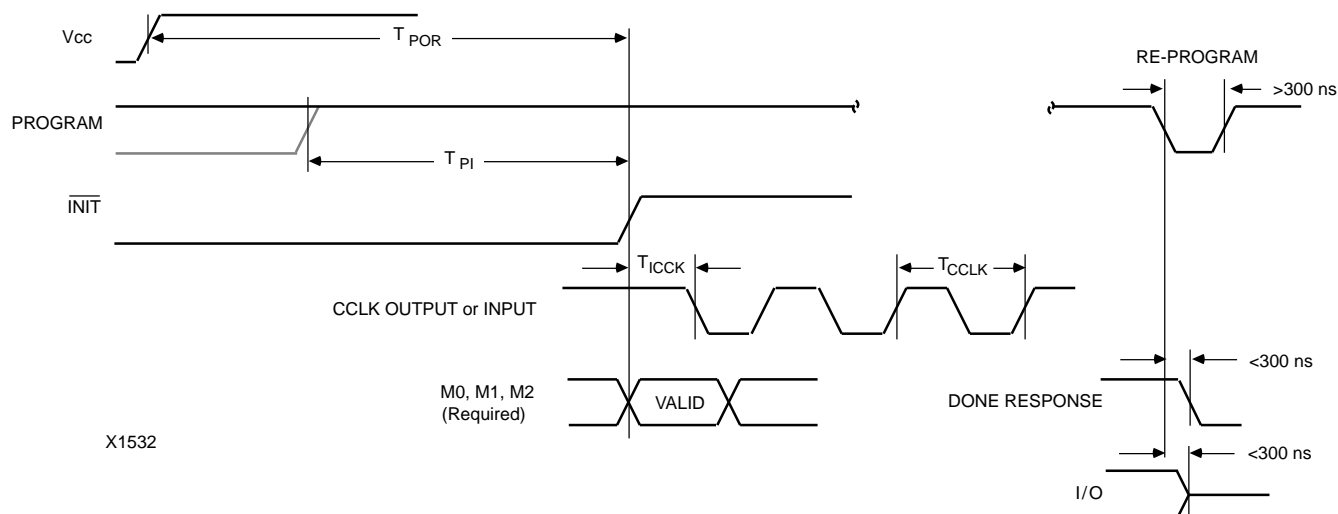 Vcc
T POR
RE-PROGRAM
>300 ns
PROGRAM
T PI
INIT
T ICCK
T CCLK
CCLK OUTPUT or INPUT
<300 ns
M0, M1, M2
(Required)
VALID
DONE RESPONSE
X1532
<300 ns
I/O